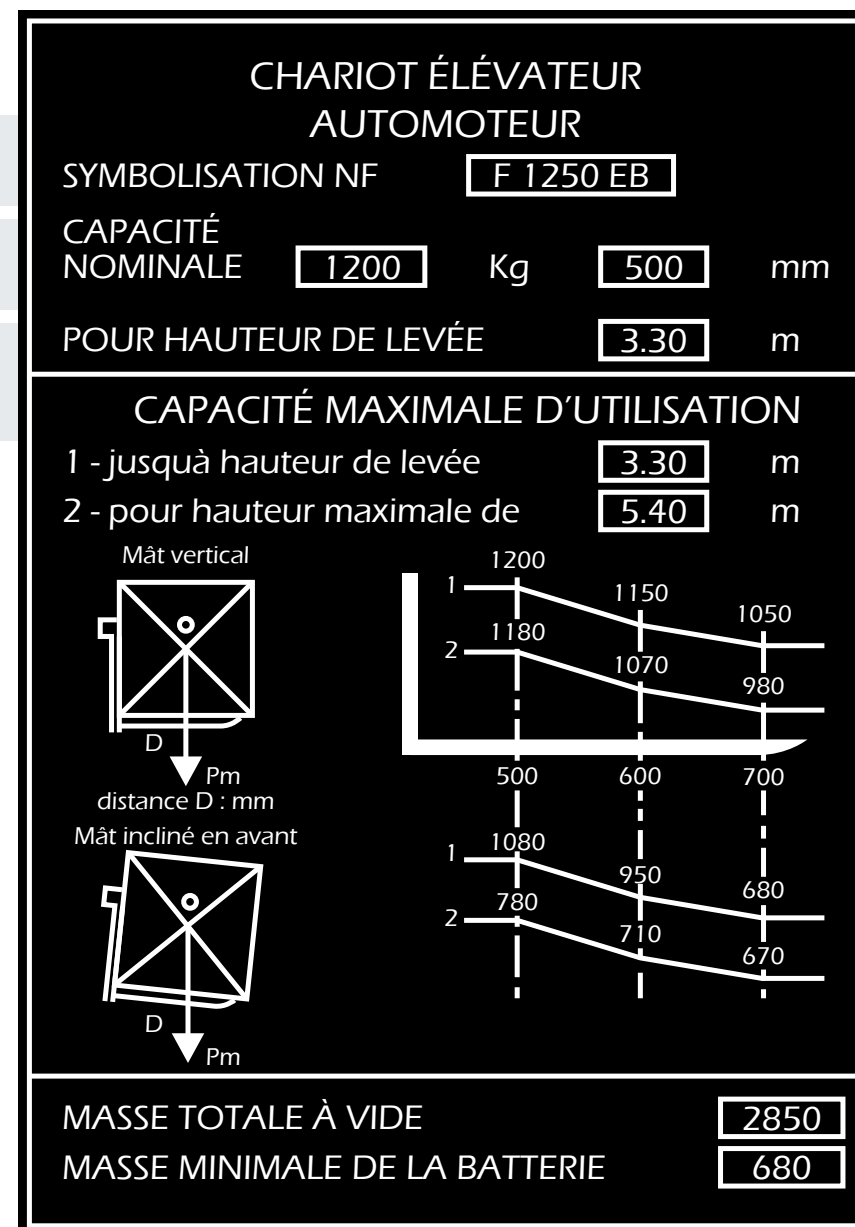 CHARIOT ÉLÉVATEUR
AUTOMOTEUR
SYMBOLISATION NF F 1250 EB
CAPACITÉ
NOMINALE 1200 Kg 500 mm
POUR HAUTEUR DE LEVÉE 3.30 m
CAPACITÉ MAXIMALE D'UTILISATION
1 - jusquà hauteur de levée 3.30 m
2 - pour hauteur maximale de 5.40 m
Mât vertical
D
Pm
distance D : mm
1200
1 1150
1050
1180
2 1070
980
500 600 700
Mât incliné en avant
D
Pm
1080
1 950
680
780
2 710
670
MASSE TOTALE À VIDE 2850
MASSE MINIMALE DE LA BATTERIE 680